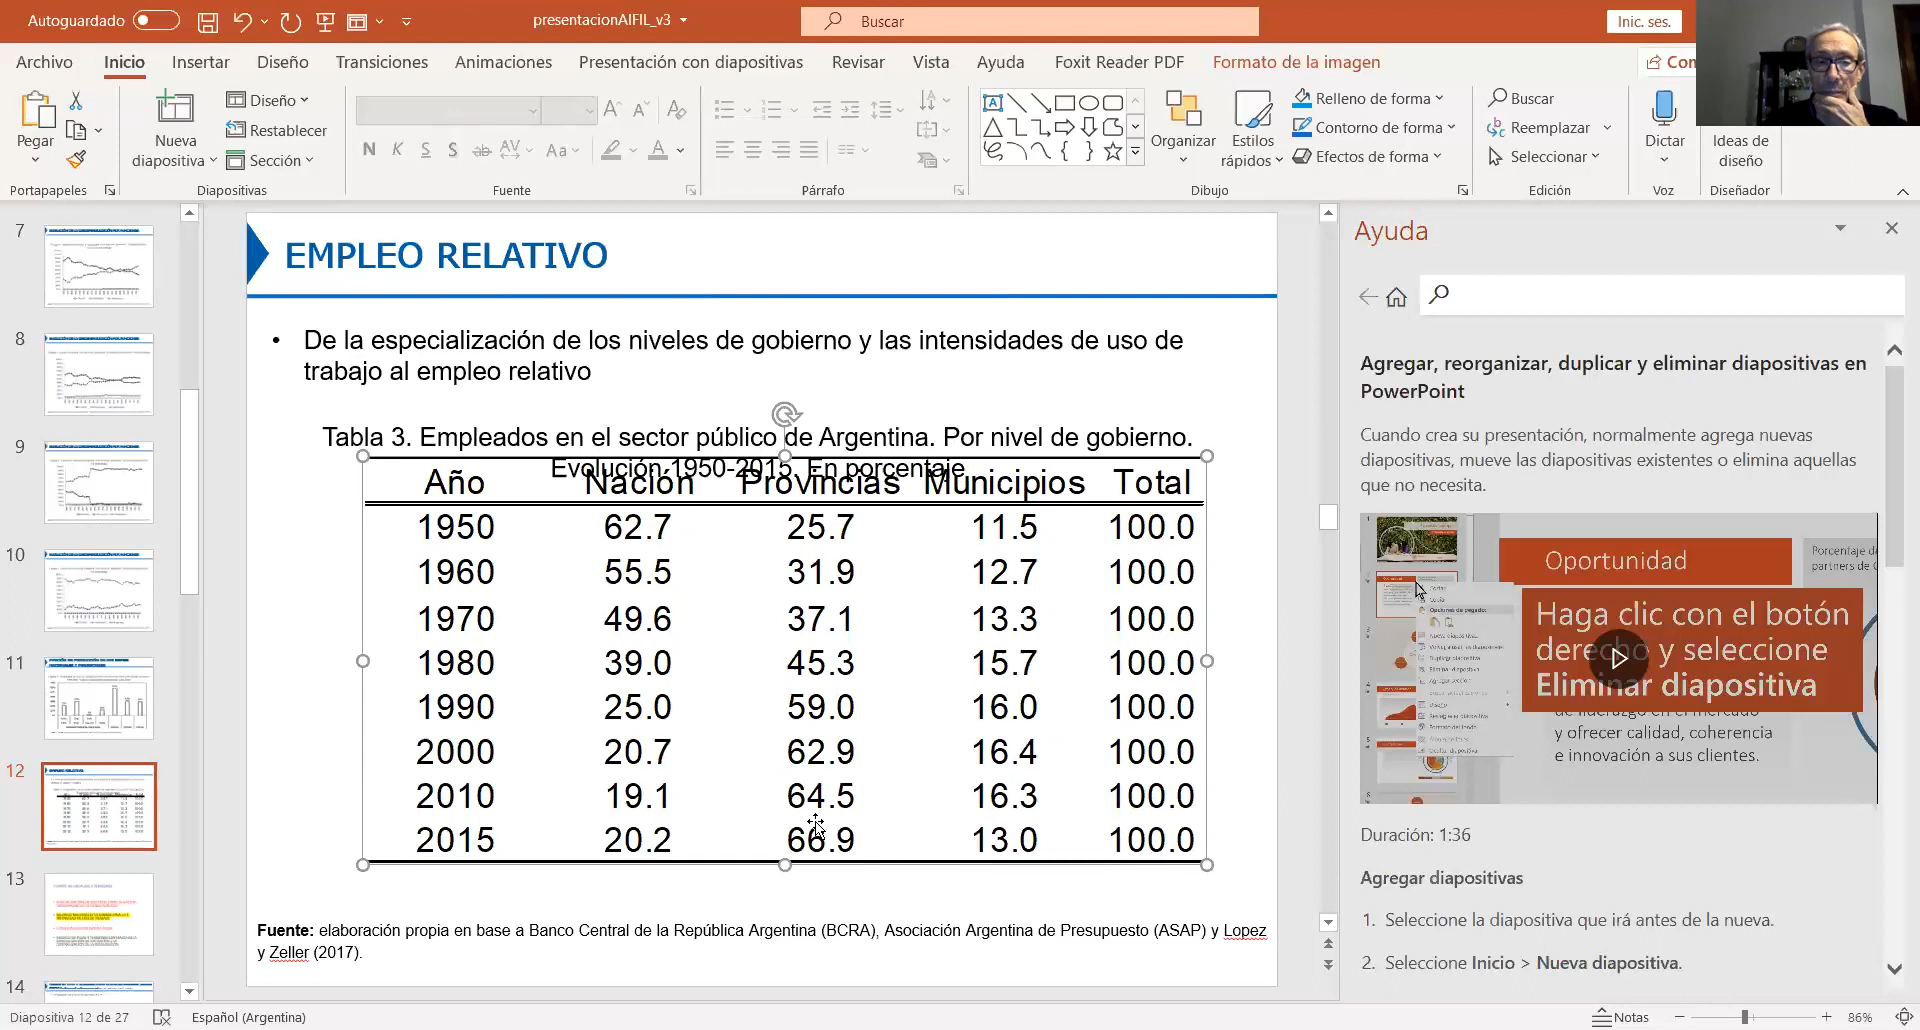 Autoguardado
presentacionAIFIL_v3
Buscar
Inic. ses.
Archivo Inicio Insertar Diseño Transiciones Animaciones Presentación con diapositivas Revisar Vista Ayuda Foxit Reader PDF Formato de la imagen
Pegar
Nueva diapositiva
Diseño
Restablecer
Sección
N K S S ab AV Aa A
Organizar
Estilos rápidos
Relleno de forma
Contorno de forma
Efectos de forma
Buscar
Reemplazar
Seleccionar
Dictar
Ideas de diseño
Portapapeles Diapositivas Fuente Párrafo Dibujo Edición Voz Diseñador
7
8
9
10
11
12
13
14
EMPLEO RELATIVO
• De la especialización de los niveles de gobierno y las intensidades de uso de
trabajo al empleo relativo
Tabla 3. Empleados en el sector público de Argentina. Por nivel de gobierno.
Evolución 1950-2015. En porcentaje
Año Nación Provincias Municipios Total
1950 62.7 25.7 11.5 100.0
1960 55.5 31.9 12.7 100.0
1970 49.6 37.1 13.3 100.0
1980 39.0 45.3 15.7 100.0
1990 25.0 59.0 16.0 100.0
2000 20.7 62.9 16.4 100.0
2010 19.1 64.5 16.3 100.0
2015 20.2 66.9 13.0 100.0
Fuente: elaboración propia en base a Banco Central de la República Argentina (BCRA), Asociación Argentina de Presupuesto (ASAP) y Lopez
y Zeller (2017).
Ayuda
Agregar, reorganizar, duplicar y eliminar diapositivas en
PowerPoint
Cuando crea su presentación, normalmente agrega nuevas
diapositivas, mueve las diapositivas existentes o elimina aquellas
que no necesita.
Oportunidad
Porcentaje
partners de
Haga clic con el botón
derecho y seleccione
Eliminar diapositiva
de liderazgo en el mercado
y ofrecer calidad, coherencia
e innovación a sus clientes.
Duración: 1:36
Agregar diapositivas
1. Seleccione la diapositiva que irá antes de la nueva.
2. Seleccione Inicio > Nueva diapositiva.
Diapositiva 12 de 27
Español (Argentina)
Notas
86%